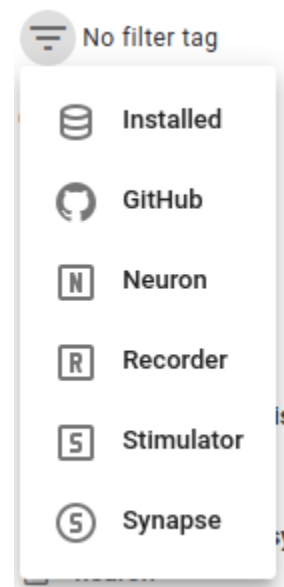 No filter tag
Installed
GitHub
N Neuron
R Recorder
S Stimulator
S Synapse